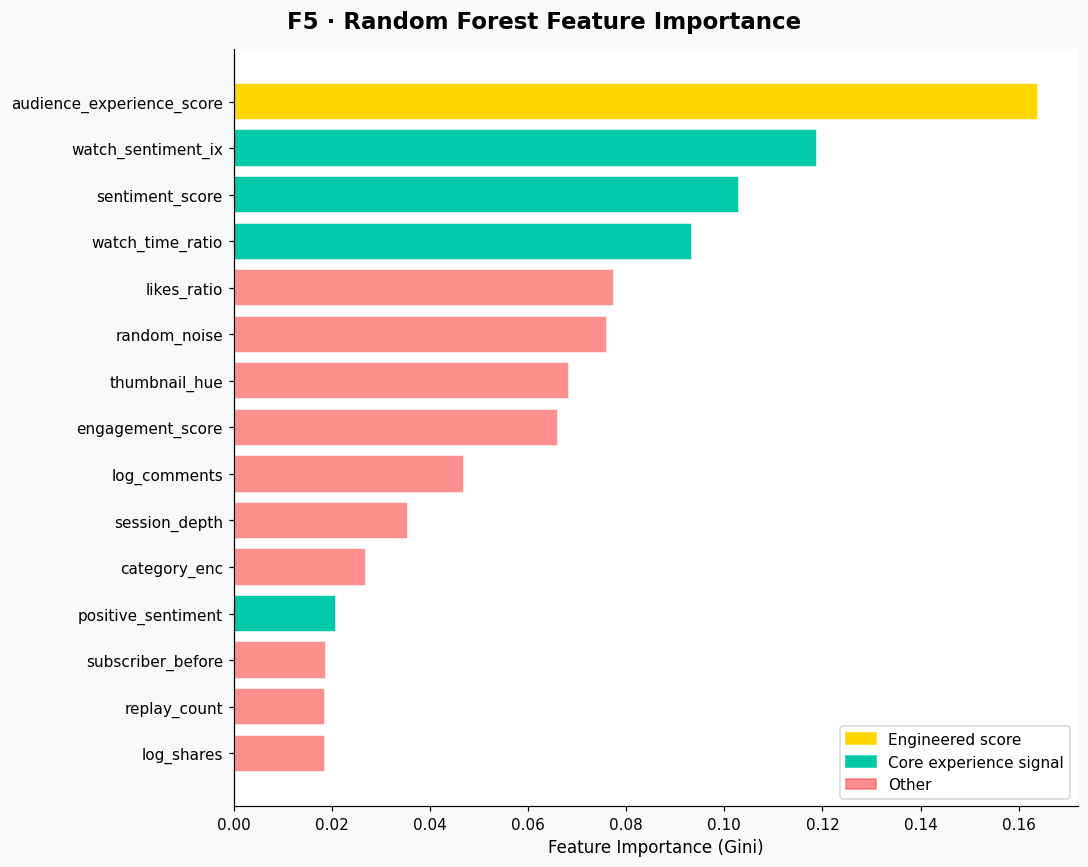 F5 · Random Forest Feature Importance
audience_experience_score
watch_sentiment_ix
sentiment_score
watch_time_ratio
likes_ratio
random_noise
thumbnail_hue
engagement_score
log_comments
session_depth
category_enc
positive_sentiment
subscriber_before
replay_count
log_shares
Engineered score
Core experience signal
Other
0.00 0.02 0.04 0.06 0.08 0.10 0.12 0.14 0.16
Feature Importance (Gini)